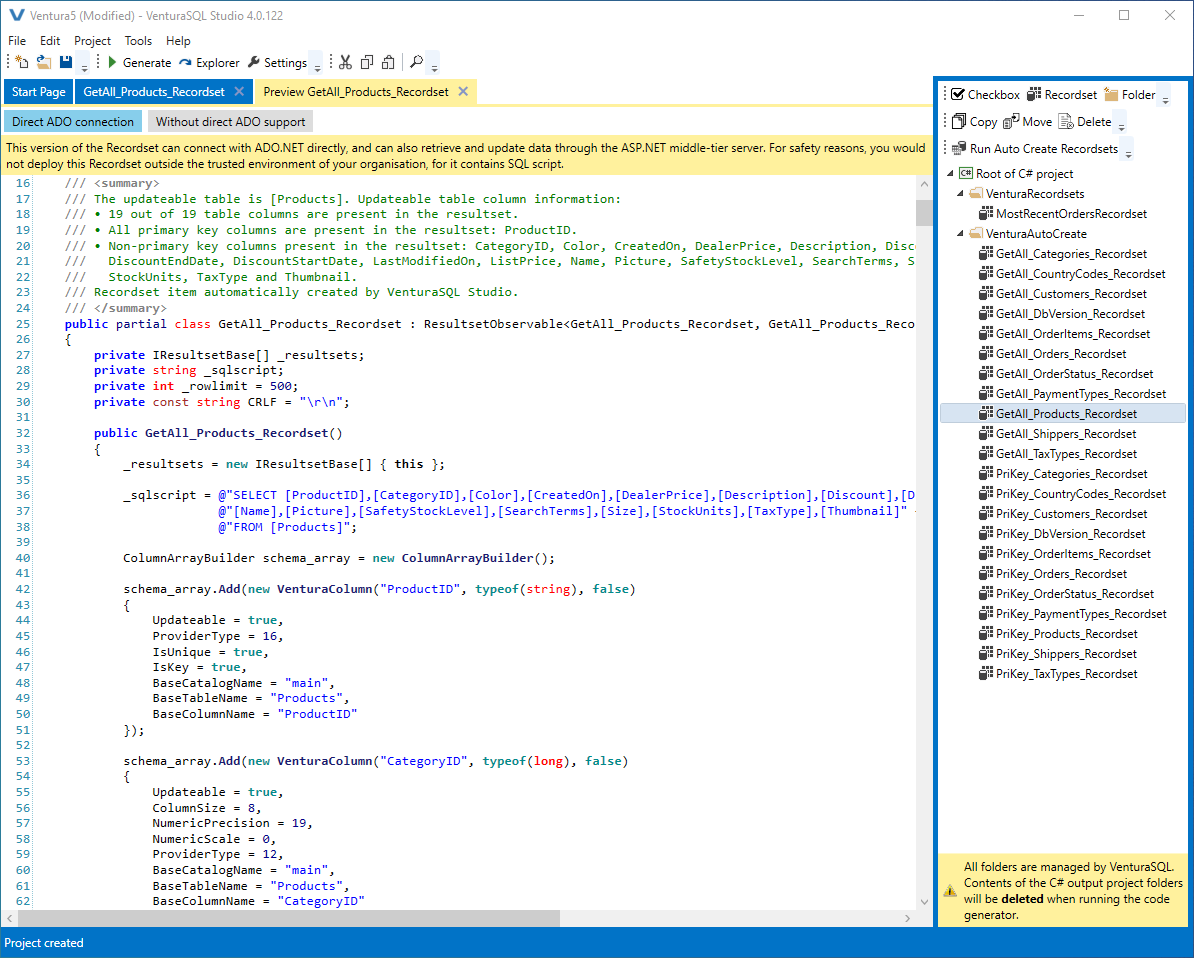 Ventura5 (Modified) - VenturaSQL Studio 4.0.122
File Edit Project Tools Help
Generate Explorer Settings
Start Page GetAll_Products_Recordset Preview GetAll_Products_Recordset
Direct ADO connection Without direct ADO support
This version of the Recordset can connect with ADO.NET directly, and can also retrieve and update data through the ASP.NET middle-tier server. For safety reasons, you would
not deploy this Recordset outside the trusted environment of your organisation, for it contains SQL script.
16 /// <summary>
17 /// The updateable table is [Products]. Updateable table column information:
18 /// • 19 out of 19 table columns are present in the resultset.
19 /// • All primary key columns are present in the resultset: ProductID.
20 /// • Non-primary key columns present in the resultset: CategoryID, Color, CreatedOn, DealerPrice, Description, Disc
21 /// DiscountEndDate, DiscountStartDate, LastModifiedOn, ListPrice, Name, Picture, SafetyStockLevel, SearchTerms, S
22 /// StockUnits, TaxType and Thumbnail.
23 /// Recordset item automatically created by VenturaSQL Studio.
24 /// </summary>
25 public partial class GetAll_Products_Recordset : ResultsetObservable<GetAll_Products_Recordset, GetAll_Products_Reco
26 {
27 private IResultsetBase[] _resultsets;
28 private string _sqlscript;
29 private int _rowlimit = 500;
30 private const string CRLF = "\r\n";
31
32 public GetAll_Products_Recordset()
33 {
34 _resultsets = new IResultsetBase[] { this };
35
36 _sqlscript = @"SELECT [ProductID],[CategoryID],[Color],[CreatedOn],[DealerPrice],[Description],[Discount],[D
37 @"[Name],[Picture],[SafetyStockLevel],[SearchTerms],[Size],[StockUnits],[TaxType],[Thumbnail]"
38 @"FROM [Products]";
39
40 ColumnArrayBuilder schema_array = new ColumnArrayBuilder();
41
42 schema_array.Add(new VenturaColumn("ProductID", typeof(string), false)
43 {
44 Updateable = true,
45 ProviderType = 16,
46 IsUnique = true,
47 IsKey = true,
48 BaseCatalogName = "main",
49 BaseTableName = "Products",
50 BaseColumnName = "ProductID"
51 });
52
53 schema_array.Add(new VenturaColumn("CategoryID", typeof(long), false)
54 {
55 Updateable = true,
56 ColumnSize = 8,
57 NumericPrecision = 19,
58 NumericScale = 0,
59 ProviderType = 12,
60 BaseCatalogName = "main",
61 BaseTableName = "Products",
62 BaseColumnName = "CategoryID"
Checkbox Recordset Folder
Copy Move Delete
Run Auto Create Recordsets
C# Root of C# project
VenturaRecordsets
MostRecentOrdersRecordset
VenturaAutoCreate
GetAll_Categories_Recordset
GetAll_CountryCodes_Recordset
GetAll_Customers_Recordset
GetAll_DbVersion_Recordset
GetAll_OrderItems_Recordset
GetAll_Orders_Recordset
GetAll_OrderStatus_Recordset
GetAll_PaymentTypes_Recordset
GetAll_Products_Recordset
GetAll_Shippers_Recordset
GetAll_TaxTypes_Recordset
PriKey_Categories_Recordset
PriKey_CountryCodes_Recordset
PriKey_Customers_Recordset
PriKey_DbVersion_Recordset
PriKey_OrderItems_Recordset
PriKey_Orders_Recordset
PriKey_OrderStatus_Recordset
PriKey_PaymentTypes_Recordset
PriKey_Products_Recordset
PriKey_Shippers_Recordset
PriKey_TaxTypes_Recordset
All folders are managed by VenturaSQL.
Contents of the C# output project folders
will be deleted when running the code
generator.
Project created